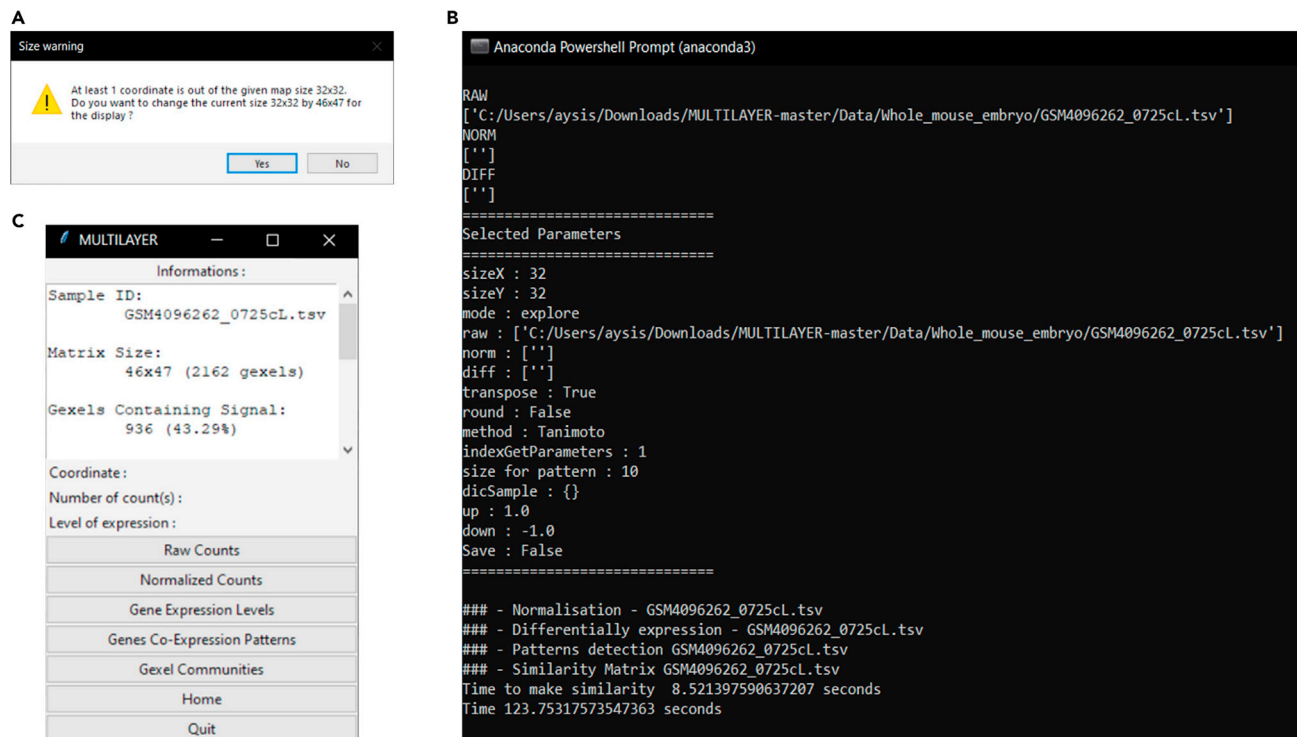 A
Size warning
At least 1 coordinate is out of the given map size 32x32.
Do you want to change the current size 32x32 by 46x47 for
the display ?
Yes
No
B
Anaconda Powershell Prompt (anaconda3)
RAW
['C:/Users/aysis/Downloads/MULTILAYER-master/Data/Whole_mouse_embryo/GSM4096262_0725cL.tsv']
NORM
['']
DIFF
['']
==============================
Selected Parameters
==============================
sizeX : 32
sizeY : 32
mode : explore
raw : ['C:/Users/aysis/Downloads/MULTILAYER-master/Data/Whole_mouse_embryo/GSM4096262_0725cL.tsv']
norm : ['']
diff : ['']
transpose : True
round : False
method : Tanimoto
indexGetParameters : 1
size for pattern : 10
dicSample : {}
up : 1.0
down : -1.0
Save : False
==============================
### - Normalisation - GSM4096262_0725cL.tsv
### - Differentially expression - GSM4096262_0725cL.tsv
### - Patterns detection GSM4096262_0725cL.tsv
### - Similarity Matrix GSM4096262_0725cL.tsv
Time to make similarity  8.521397590637207 seconds
Time 123.75317573547363 seconds
C
MULTILAYER
Informations :
Sample ID:
GSM4096262_0725cL.tsv
Matrix Size:
46x47 (2162 gexels)
Gexels Containing Signal:
936 (43.29%)
Coordinate :
Number of count(s) :
Level of expression :
Raw Counts
Normalized Counts
Gene Expression Levels
Genes Co-Expression Patterns
Gexel Communities
Home
Quit